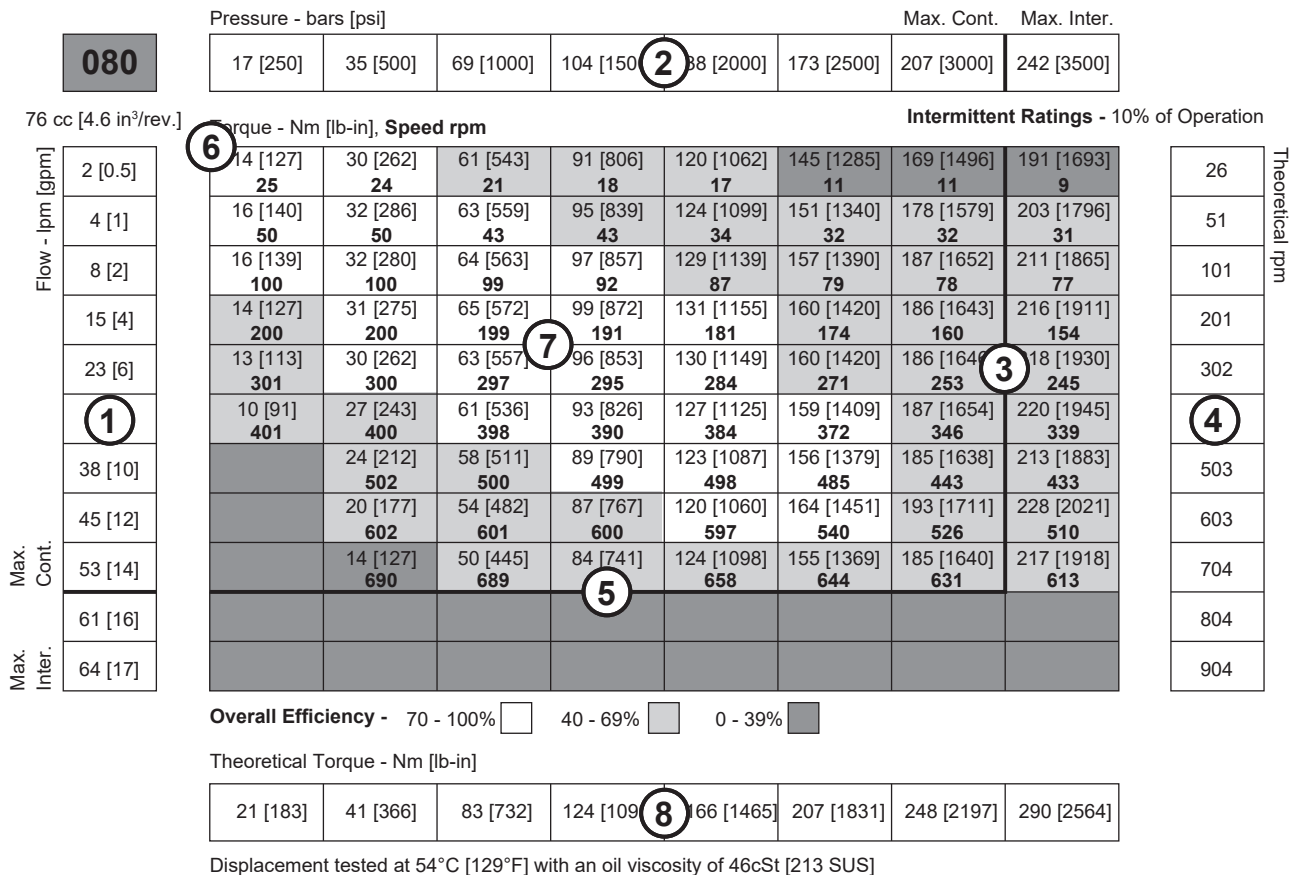 Pressure - bars [psi] Max. Cont. Max. Inter.
080 17 [250] 35 [500] 69 [1000] 104 [150 2 38 [2000] 173 [2500] 207 [3000] 242 [3500]
76 cc [4.6 in³/rev.] Torque - Nm [lb-in], Speed rpm Intermittent Ratings - 10% of Operation
6
Flow - lpm [gpm]
Theoretical rpm
2 [0.5] 14 [127] 30 [262] 61 [543] 91 [806] 120 [1062] 145 [1285] 169 [1496] 191 [1693] 26
25 24 21 18 17 11 11 9
4 [1] 16 [140] 32 [286] 63 [559] 95 [839] 124 [1099] 151 [1340] 178 [1579] 203 [1796] 51
50 50 43 43 34 32 32 31
8 [2] 16 [139] 32 [280] 64 [563] 97 [857] 129 [1139] 157 [1390] 187 [1652] 211 [1865] 101
100 100 99 92 87 79 78 77
15 [4] 14 [127] 31 [275] 65 [572] 99 [872] 131 [1155] 160 [1420] 186 [1643] 216 [1911] 201
200 200 199 191 181 174 160 154
7
23 [6] 13 [113] 30 [262] 63 [557] 96 [853] 130 [1149] 160 [1420] 186 [164 3 18 [1930] 302
301 300 297 295 284 271 253 245
1 10 [91] 27 [243] 61 [536] 93 [826] 127 [1125] 159 [1409] 187 [1654] 220 [1945] 4
401 400 398 390 384 372 346 339
38 [10] 24 [212] 58 [511] 89 [790] 123 [1087] 156 [1379] 185 [1638] 213 [1883] 503
502 500 499 498 485 443 433
45 [12] 20 [177] 54 [482] 87 [767] 120 [1060] 164 [1451] 193 [1711] 228 [2021] 603
602 601 600 597 540 526 510
Max.
Cont.
53 [14] 14 [127] 50 [445] 84 [741] 124 [1098] 155 [1369] 185 [1640] 217 [1918] 704
690 689 658 644 631 613
5
61 [16] 804
Max.
Inter.
64 [17] 904
Overall Efficiency - 70 - 100% 40 - 69% 0 - 39%
Theoretical Torque - Nm [lb-in]
21 [183] 41 [366] 83 [732] 124 [109 8 166 [1465] 207 [1831] 248 [2197] 290 [2564]
Displacement tested at 54°C [129°F] with an oil viscosity of 46cSt [213 SUS]